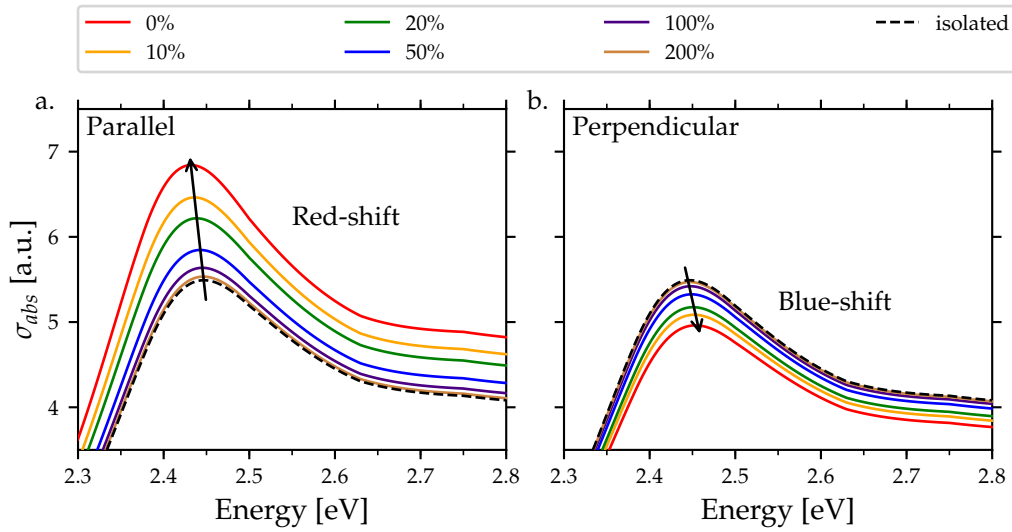 0% 20% 100% isolated
10% 50% 200%
a. b.
Parallel Perpendicular
Red-shift
Blue-shift
7
6
5
4
σabs [a.u.]
2.3 2.4 2.5 2.6 2.7 2.8 2.3 2.4 2.5 2.6 2.7 2.8
Energy [eV] Energy [eV]